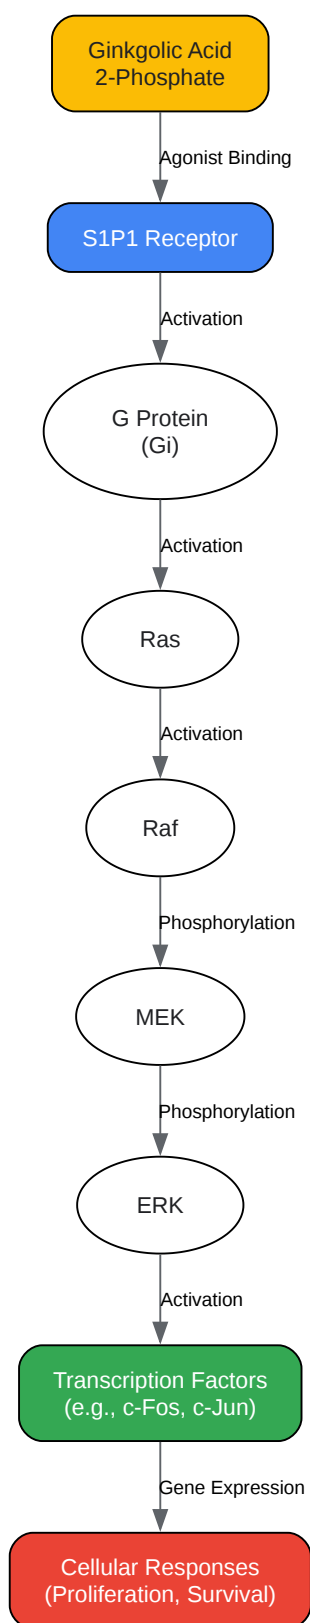 Ginkgolic Acid
2-Phosphate
Agonist Binding
S1P1 Receptor
Activation
G Protein
(Gi)
Activation
Ras
Activation
Raf
Phosphorylation
MEK
Phosphorylation
ERK
Activation
Transcription Factors
(e.g., c-Fos, c-Jun)
Gene Expression
Cellular Responses
(Proliferation, Survival)